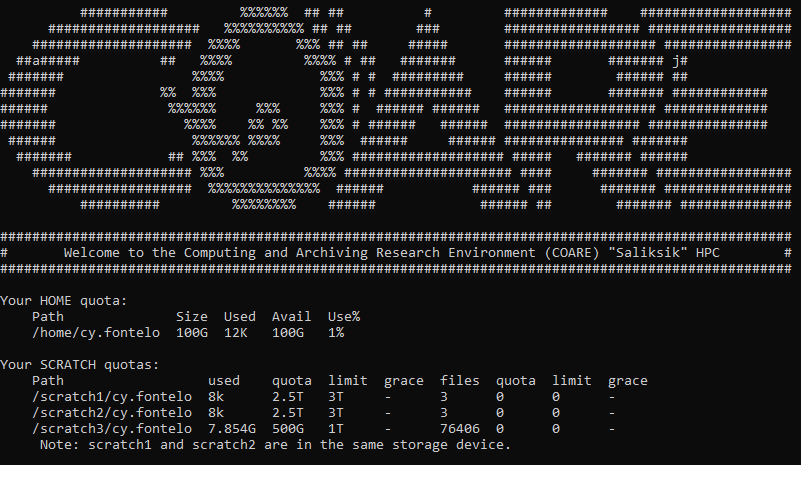 Welcome to the Computing and Archiving Research Environment (COARE) "Saliksik" HPC
Your HOME quota:
Path Size Used Avail Use%
/home/cy.fontelo 100G 12K 100G 1%
Your SCRATCH quotas:
Path used quota limit grace files quota limit grace
/scratch1/cy.fontelo 8k 2.5T 3T - 3 0 0 -
/scratch2/cy.fontelo 8k 2.5T 3T - 3 0 0 -
/scratch3/cy.fontelo 7.854G 500G 1T - 76406 0 0 -
Note: scratch1 and scratch2 are in the same storage device.